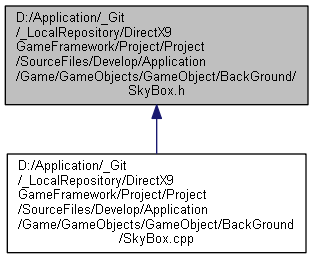 D:/Application/_Git
/_LocalRepository/DirectX9
GameFramework/Project/Project
/SourceFiles/Develop/Application
/Game/GameObjects/GameObject/BackGround/
SkyBox.h
D:/Application/_Git
/_LocalRepository/DirectX9
GameFramework/Project/Project
/SourceFiles/Develop/Application
/Game/GameObjects/GameObject/BackGround
/SkyBox.cpp